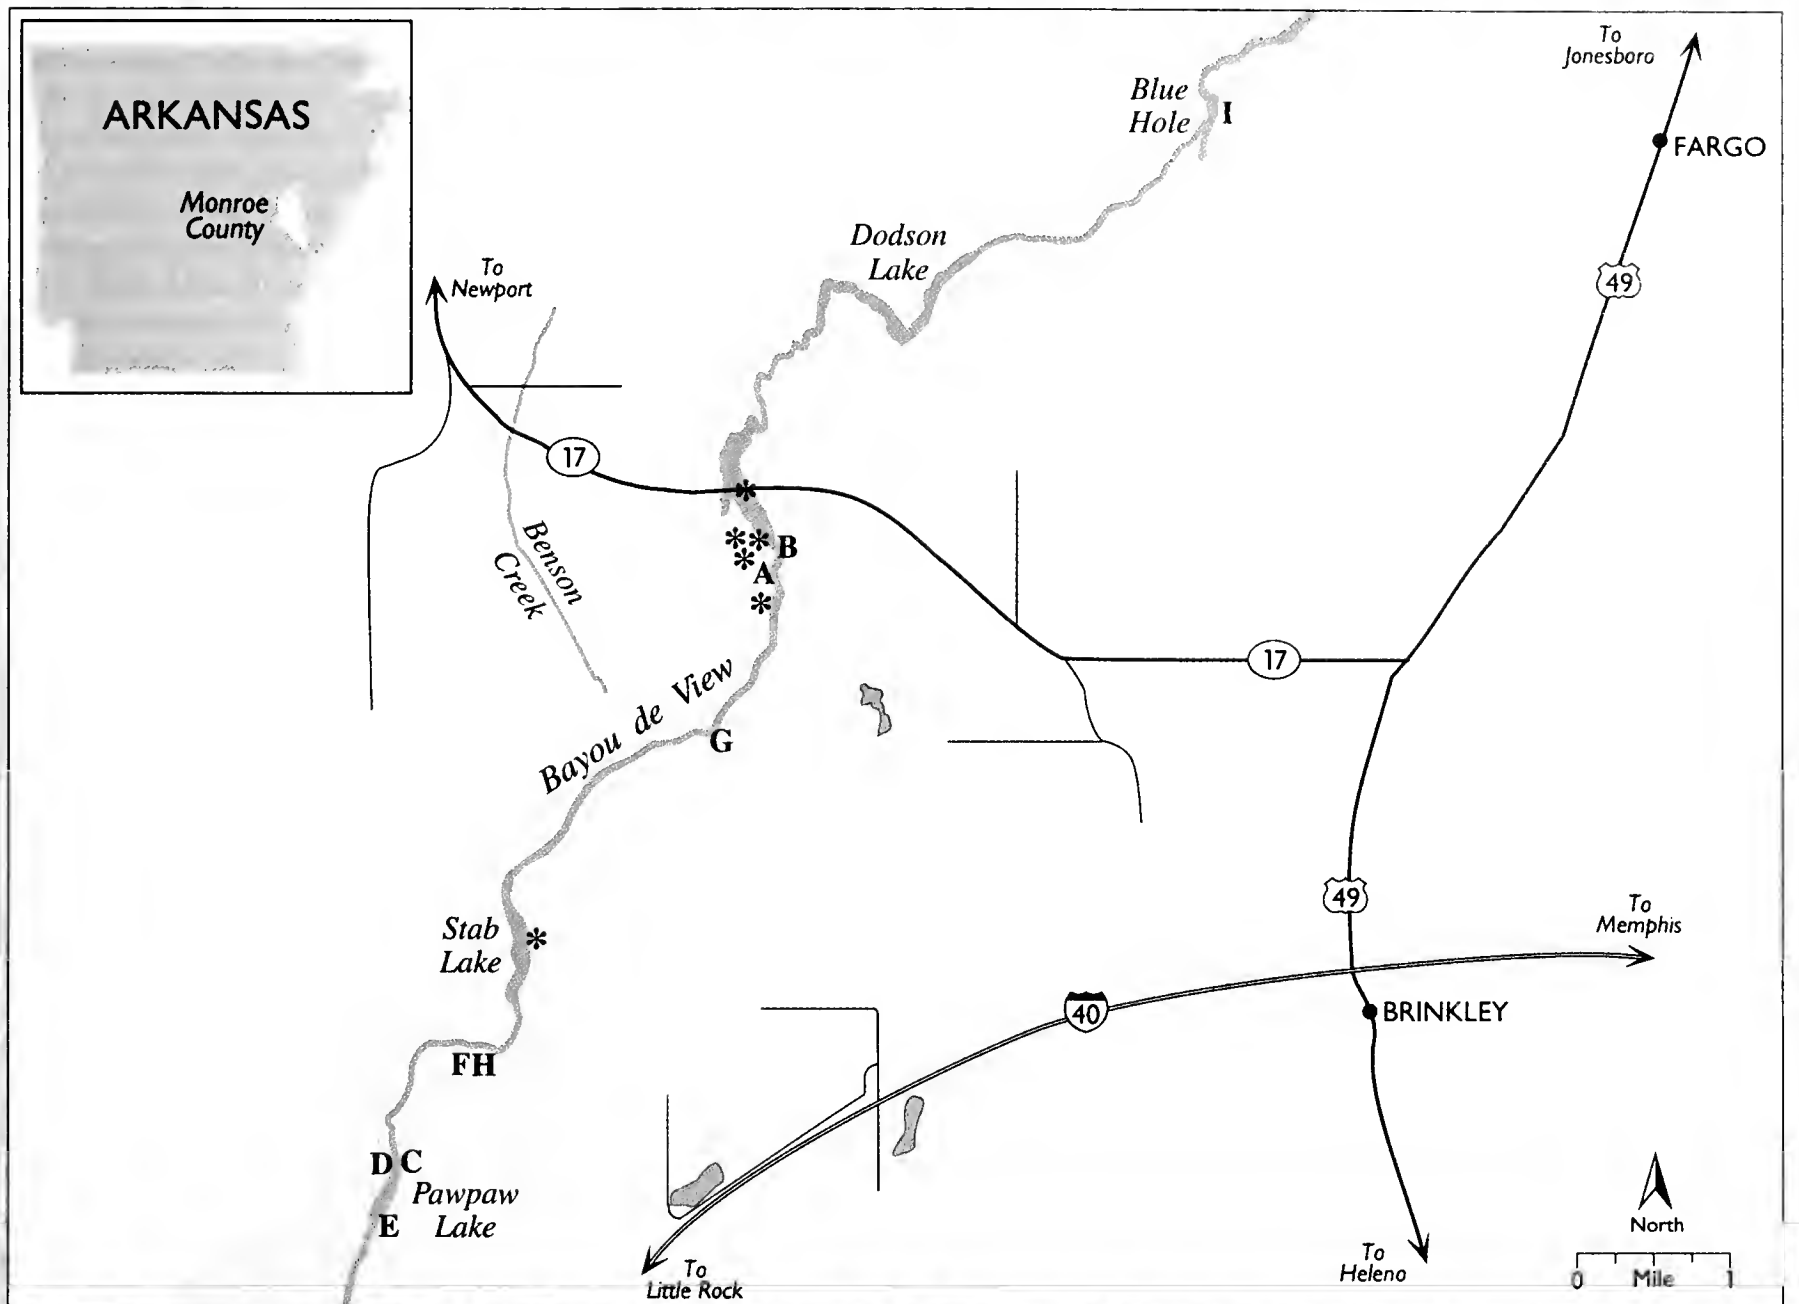 ARKANSAS
Monroe
County
To
Jonesboro
Blue
Hole
I
FARGO
49
Dodson
Lake
To
Newport
17
*
* *
B
*
A
*
Benson
Creek
17
Bayou de View
G
49
Stab
Lake
*
To
Memphis
40
BRINKLEY
FH
D C
Pawpaw
Lake
E
North
To
Heleno
0 Mile 1
To
Little Rock